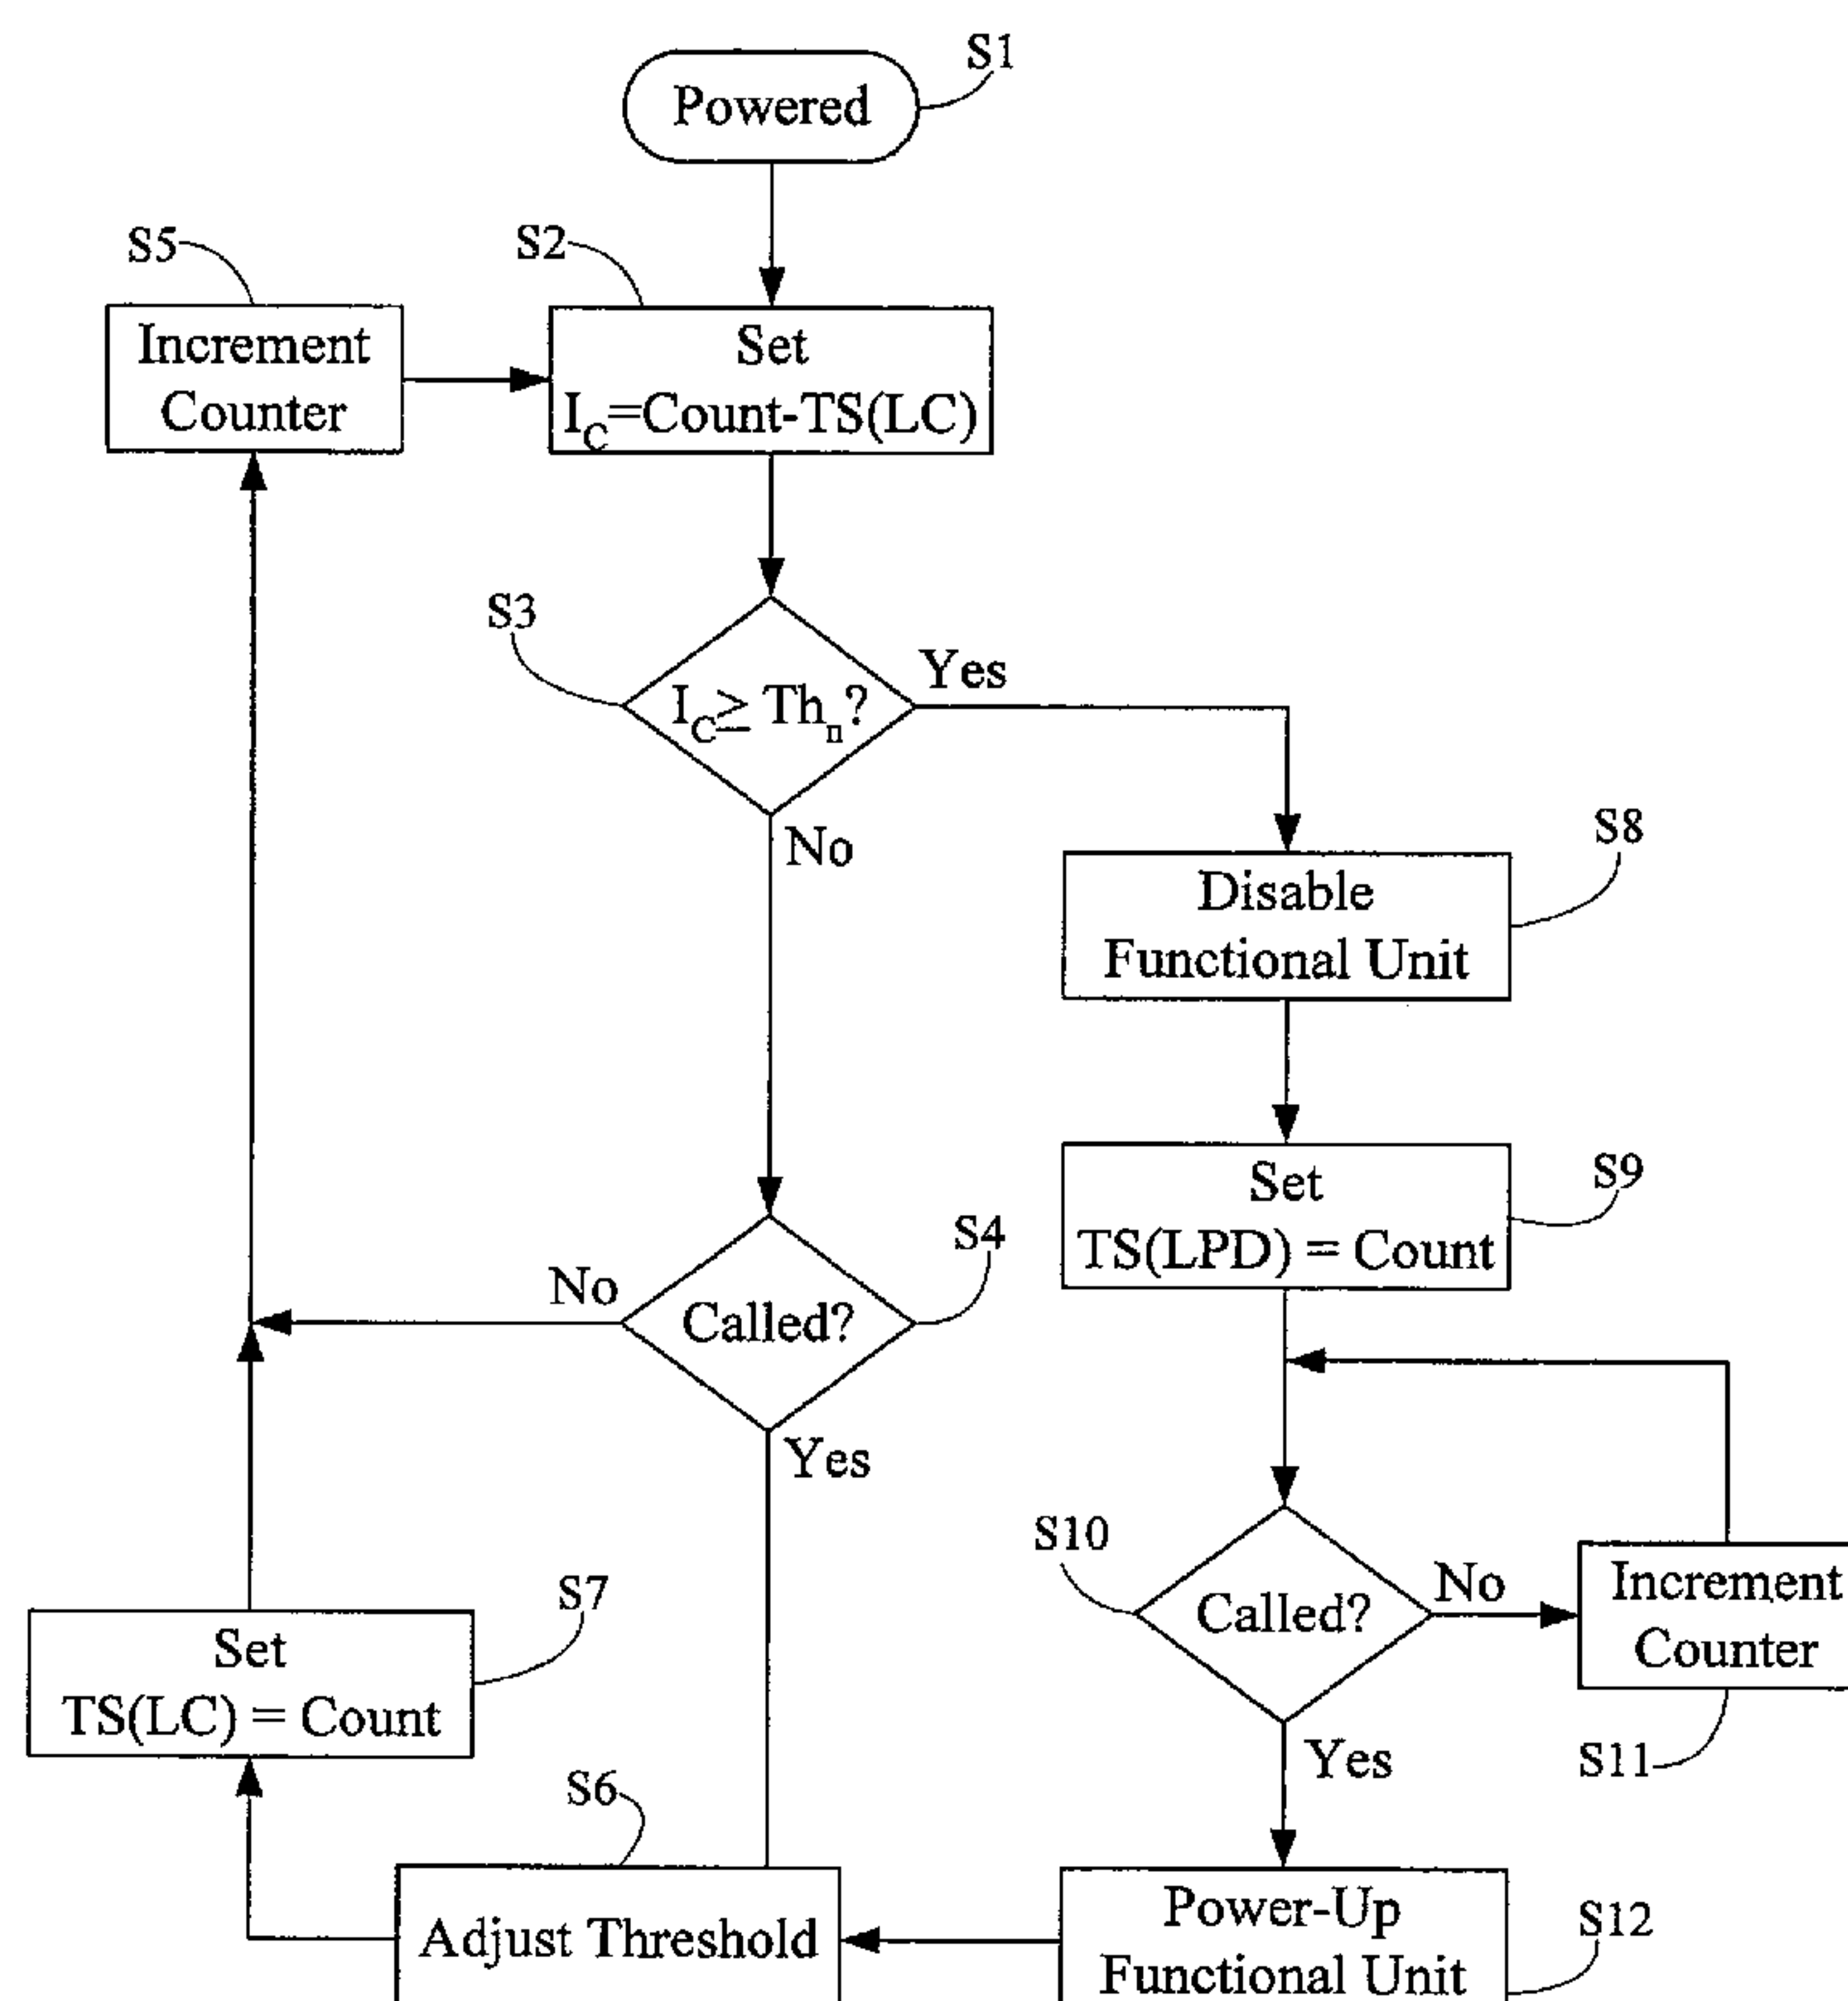 S1
Powered
S5
S2
Increment
Counter
Set
I_C=Count-TS(LC)
S3
I_C≥ Th_n?
Yes
No
S8
Disable
Functional Unit
S9
Set
TS(LPD) = Count
S4
No
Called?
Yes
S10
Called?
No
Increment
Counter
S11
Yes
S7
Set
TS(LC) = Count
S6
Adjust Threshold
Power-Up
Functional Unit
S12